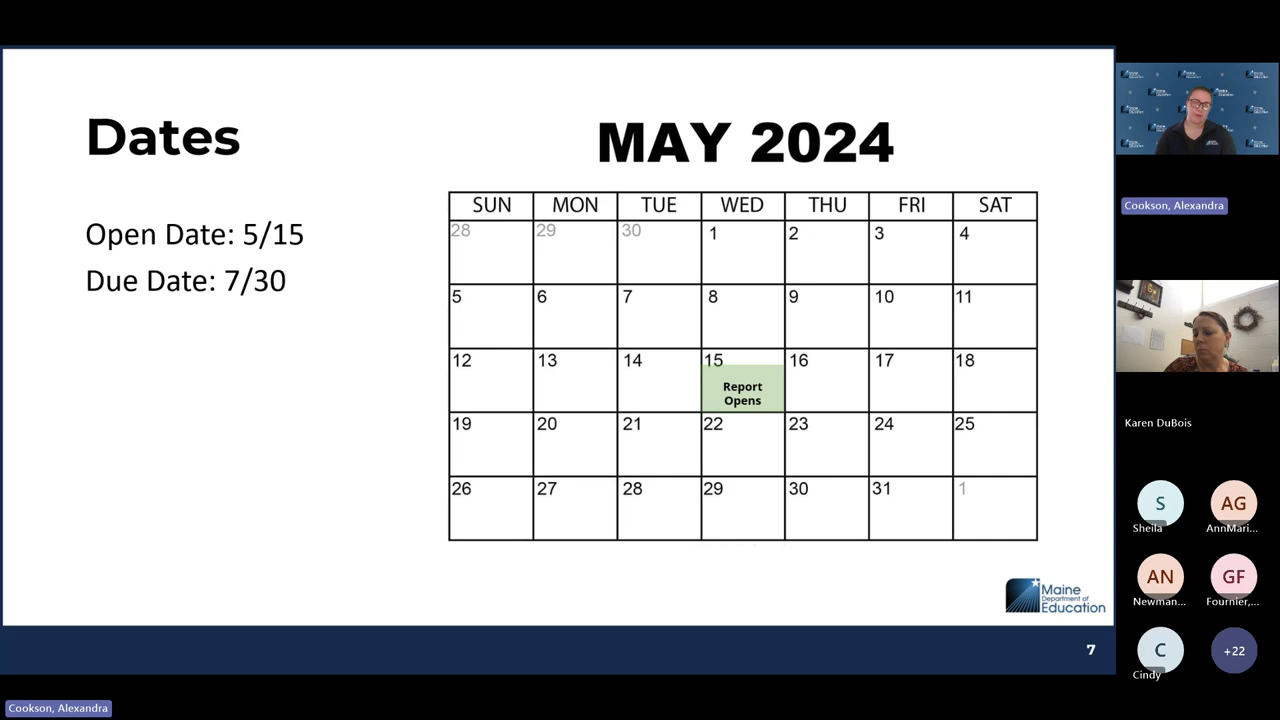 Dates
Open Date: 5/15
Due Date: 7/30
MAY 2024
SUN MON TUE WED THU FRI SAT
28 29 30 1 2 3 4
5 6 7 8 9 10 11
12 13 14 15 16 17 18
Report
Opens
19 20 21 22 23 24 25
26 27 28 29 30 31 1
Maine
Department of
Education
7
Cookson, Alexandra
Cookson, Alexandra
Karen DuBois
S
Sheila
AG
AnnMari...
AN
Newman...
GF
Fournier,...
C
Cindy
+22